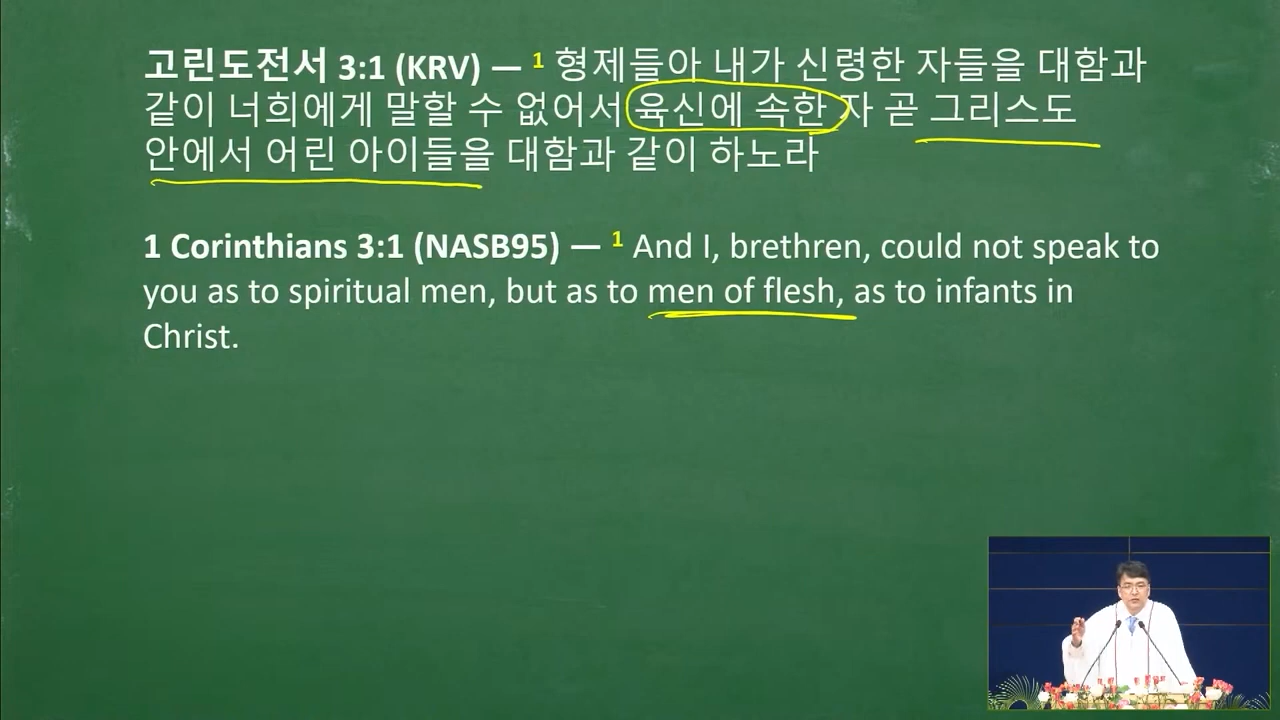 고린도전서 3:1 (KRV) — 1 형제들아 내가 신령한 자들을 대함과
같이 너희에게 말할 수 없어서 육신에 속한 자 곧 그리스도
안에서 어린 아이들을 대함과 같이 하노라
1 Corinthians 3:1 (NASB95) — 1 And I, brethren, could not speak to
you as to spiritual men, but as to men of flesh, as to infants in
Christ.